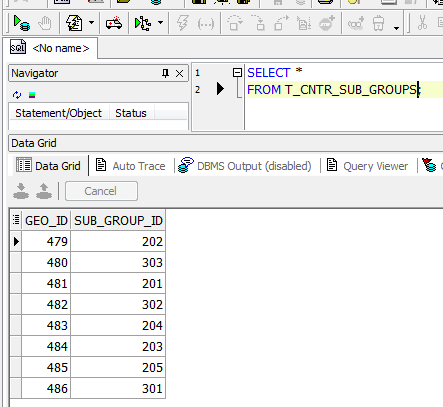 SQL
<No name>
Navigator
Statement/Object Status
1 SELECT *
2 FROM T_CNTR_SUB_GROUPS;
Data Grid
Data Grid Auto Trace DBMS Output (disabled) Query Viewer
Cancel
GEO_ID SUB_GROUP_ID
479 202
480 303
481 201
482 302
483 204
484 203
485 205
486 301